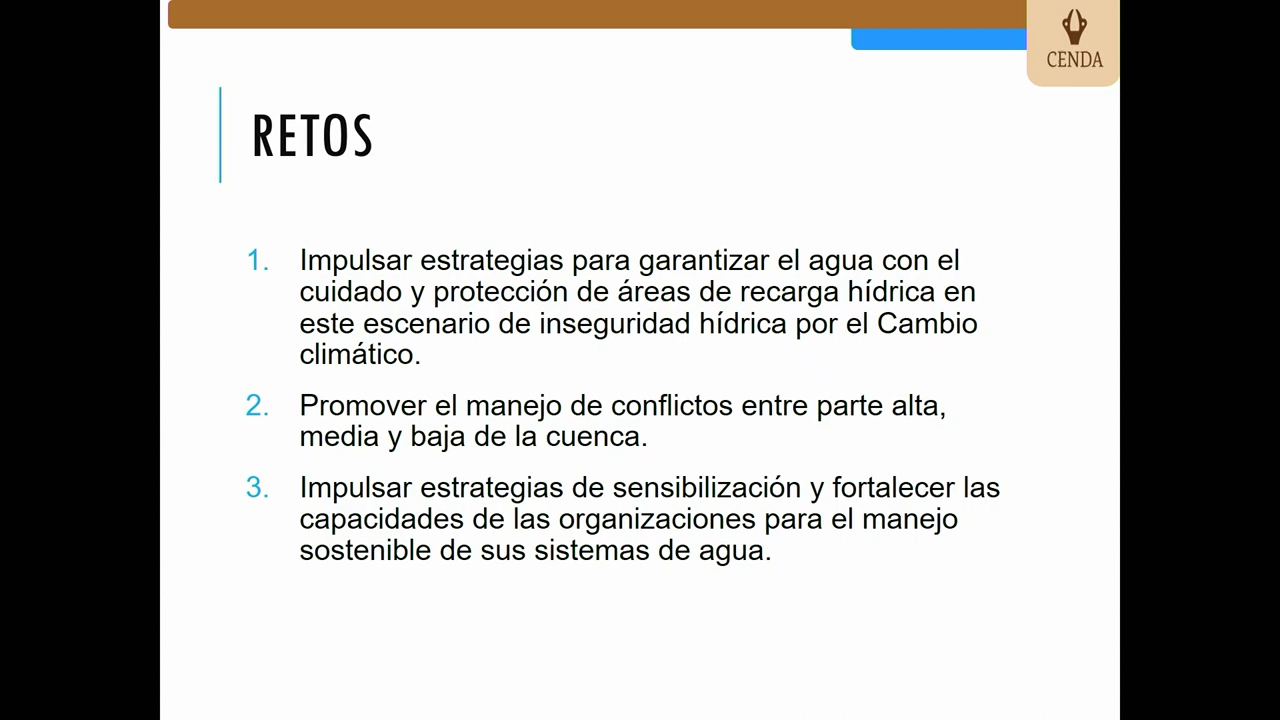 CENDA
RETOS
1. Impulsar estrategias para garantizar el agua con el
cuidado y protección de áreas de recarga hídrica en
este escenario de inseguridad hídrica por el Cambio
climático.
2. Promover el manejo de conflictos entre parte alta,
media y baja de la cuenca.
3. Impulsar estrategias de sensibilización y fortalecer las
capacidades de las organizaciones para el manejo
sostenible de sus sistemas de agua.